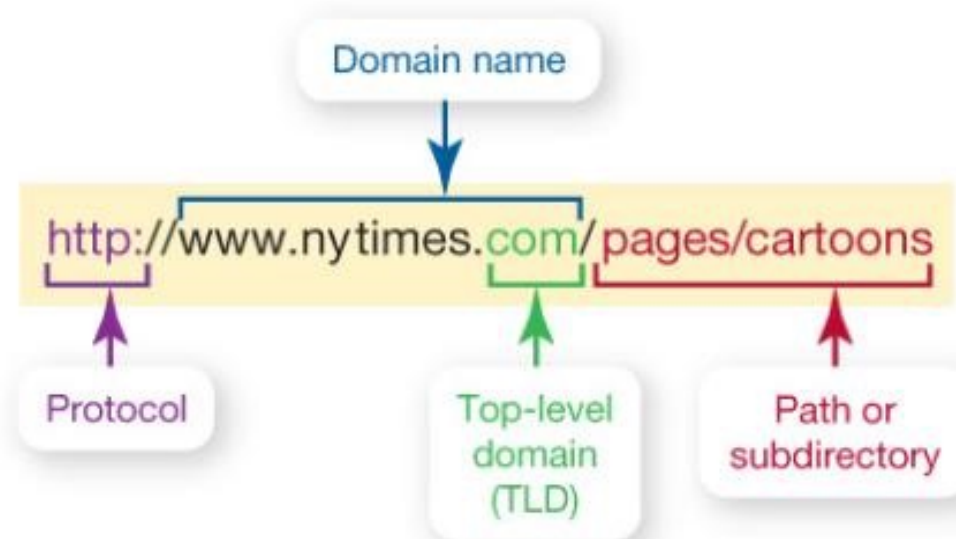 Domain name
http://www.nytimes.com/pages/cartoons
Protocol
Top-level
domain
(TLD)
Path or
subdirectory